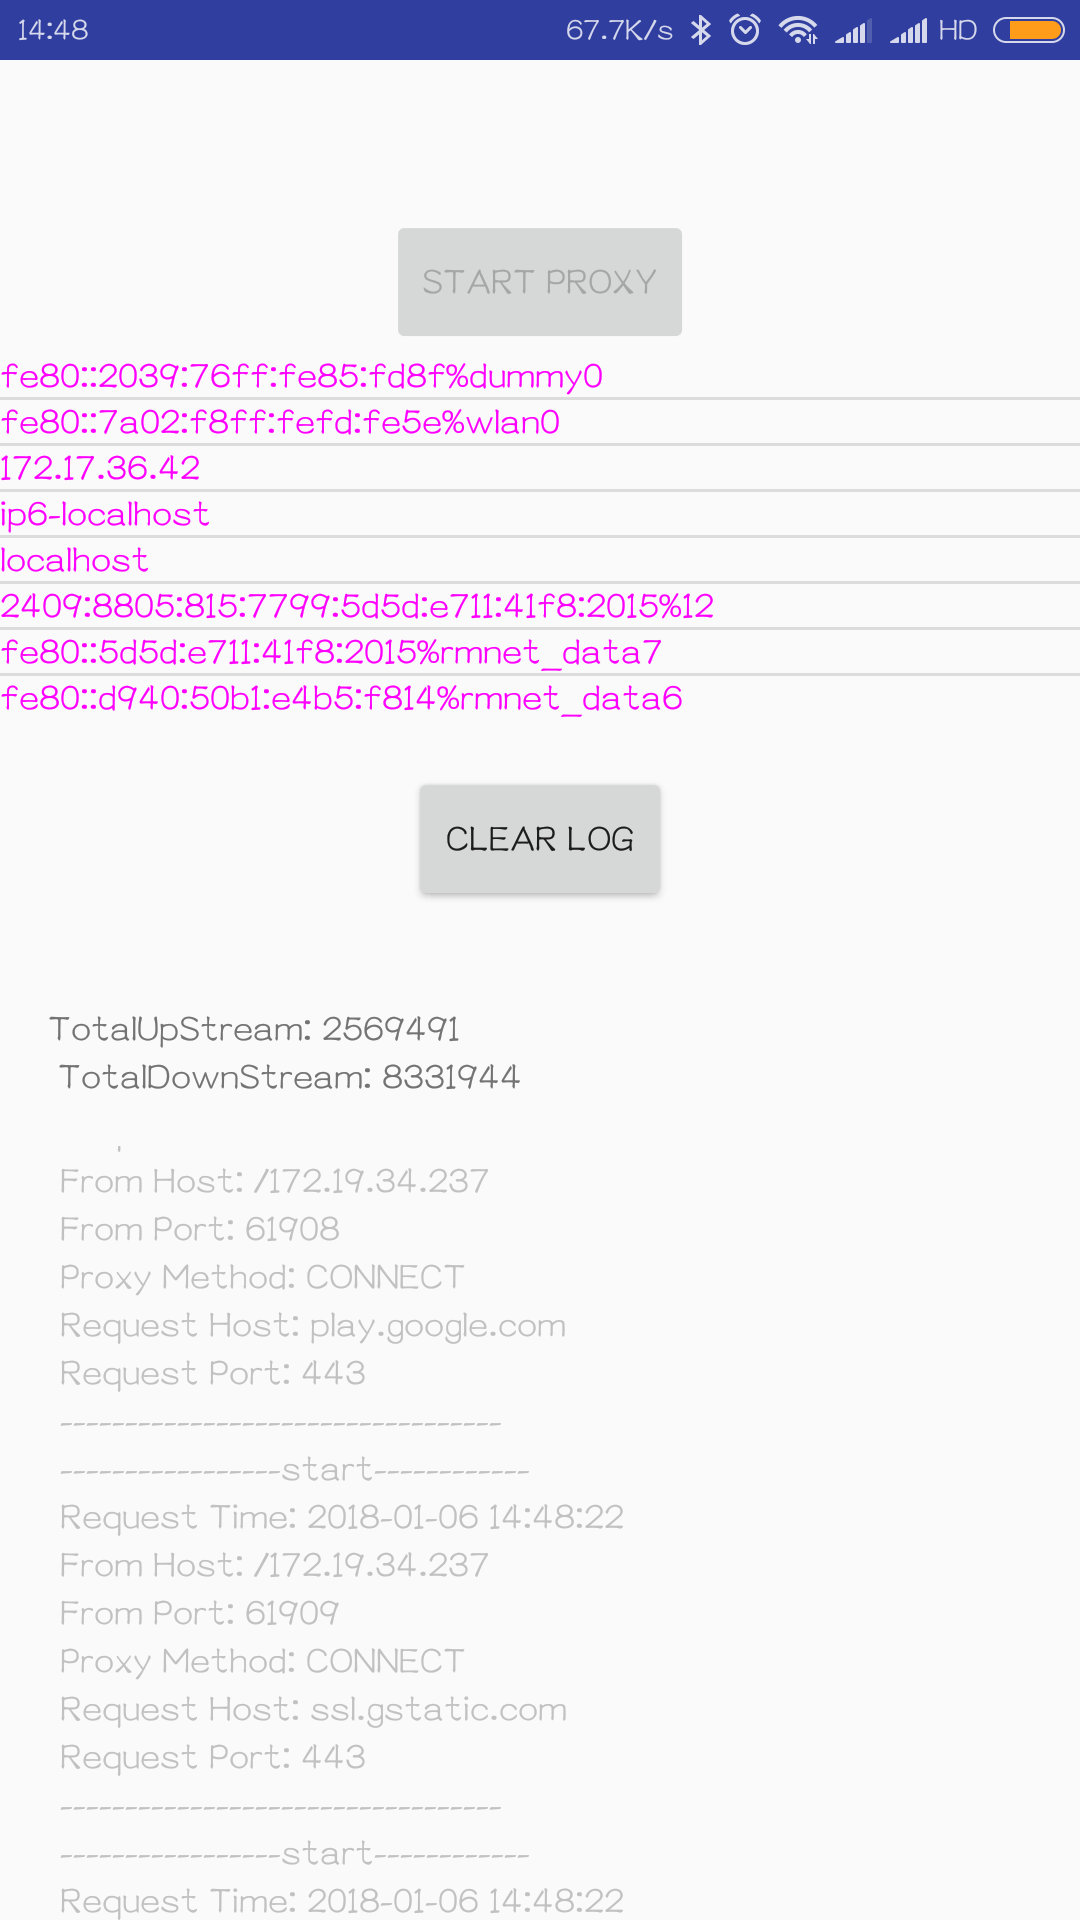 14:48 67.7K/s HD
START PROXY
fe80::2039:76ff:fe85:fd8f%dummy0
fe80::7a02:f8ff:fefd:fe5e%wlan0
172.17.36.42
ip6-localhost
localhost
2409:8805:815:7799:5d5d:e711:41f8:2015%12
fe80::5d5d:e711:41f8:2015%rmnet_data7
fe80::d940:50b1:e4b5:f814%rmnet_data6
CLEAR LOG
TotalUpStream: 2569491
TotalDownStream: 8331944
From Host: /172.19.34.237
From Port: 61908
Proxy Method: CONNECT
Request Host: play.google.com
Request Port: 443
----------------------------------
-----------------start------------
Request Time: 2018-01-06 14:48:22
From Host: /172.19.34.237
From Port: 61909
Proxy Method: CONNECT
Request Host: ssl.gstatic.com
Request Port: 443
----------------------------------
-----------------start------------
Request Time: 2018-01-06 14:48:22